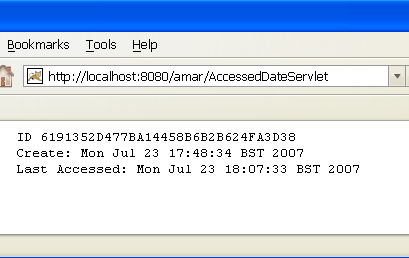 Bookmarks Tools Help
http://localhost:8080/amar/AccessedDateServlet
ID 6191352D477BA14458B6B2B624FA3D38
Create: Mon Jul 23 17:48:34 BST 2007
Last Accessed: Mon Jul 23 18:07:33 BST 2007